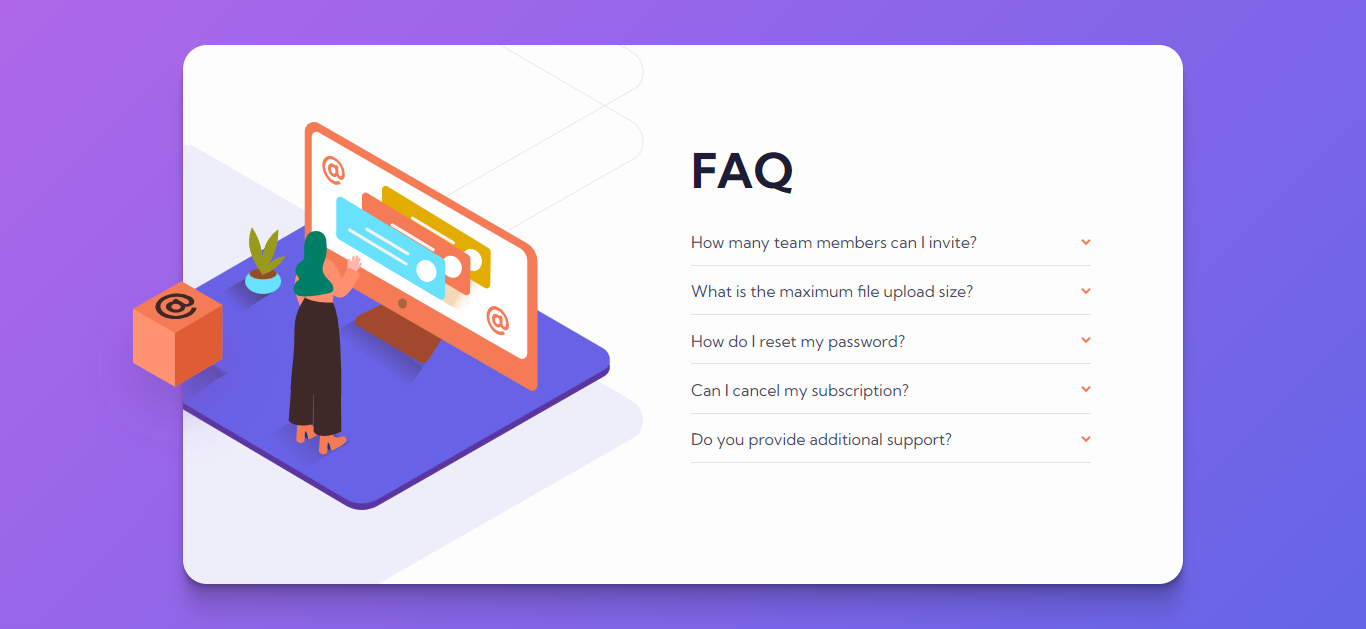 @
FAQ
How many team members can I invite?
@
What is the maximum file upload size?
@
How do I reset my password?
Can I cancel my subscription?
Do you provide additional support?